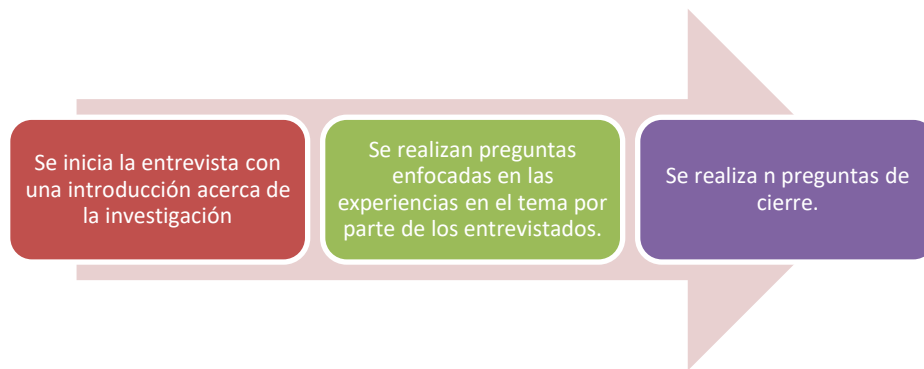 Se inicia la entrevista con
una introducción acerca de
la investigación
Se realizan preguntas
enfocadas en las
experiencias en el tema por
parte de los entrevistados.
Se realiza n preguntas de
cierre.